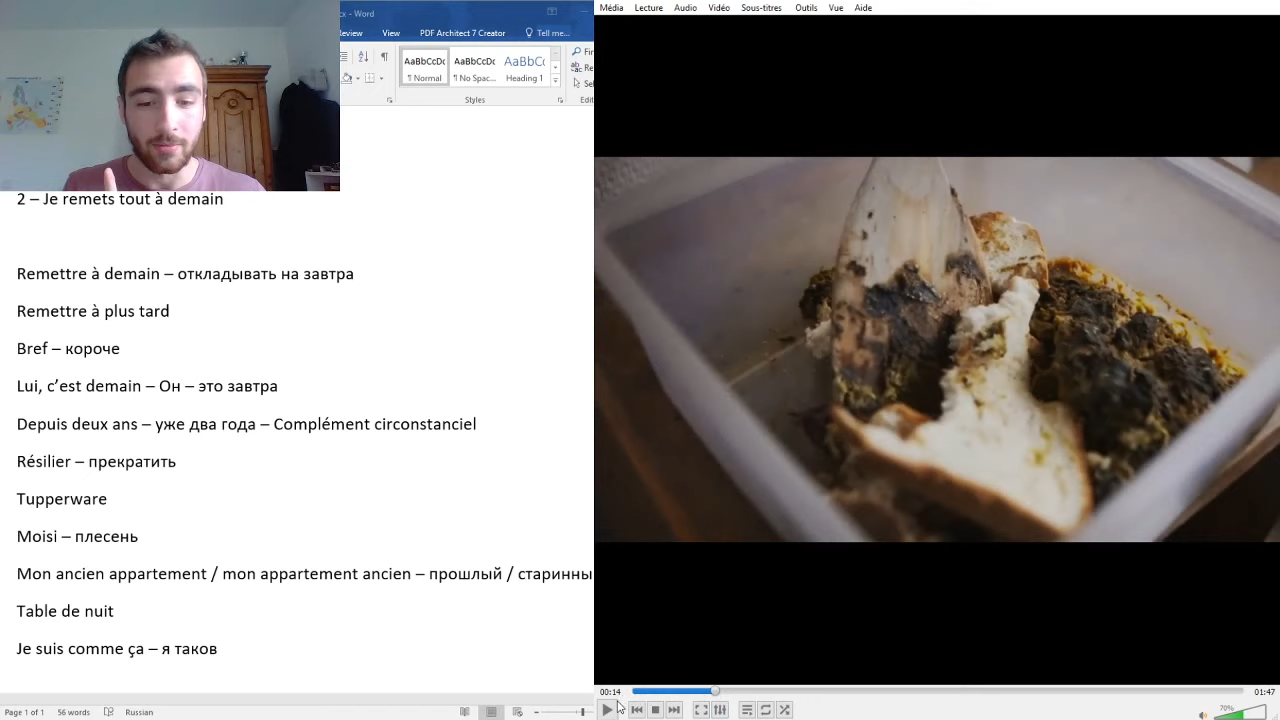 cx - Word
Review View PDF Architect 7 Creator Tell me...
AaBbCcDc AaBbCcDc AaBbCc
¶ Normal ¶ No Spac... Heading 1
Styles
2 – Je remets tout à demain
Remettre à demain – откладывать на завтра
Remettre à plus tard
Bref – короче
Lui, c’est demain – Он – это завтра
Depuis deux ans – уже два года – Complément circonstanciel
Résilier – прекратить
Tupperware
Moisi – плесень
Mon ancien appartement / mon appartement ancien – прошлый / старинны
Table de nuit
Je suis comme ça – я таков
Page 1 of 1 56 words Russian
Média Lecture Audio Vidéo Sous-titres Outils Vue Aide
00:14 01:47
70%